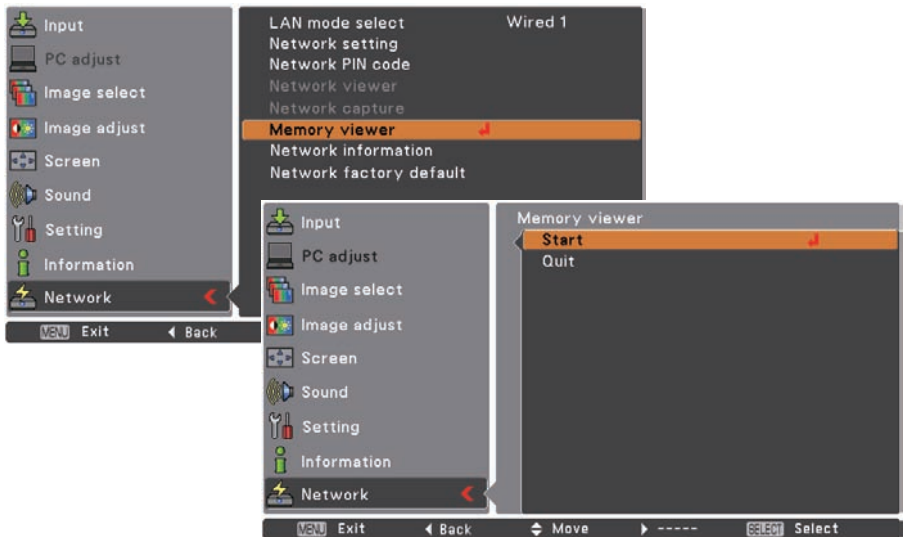 Input
PC adjust
Image select
Image adjust
Screen
Sound
Setting
Information
Network
LAN mode select Wired 1
Network setting
Network PIN code
Network viewer
Network capture
Memory viewer
Network information
Network factory default
MENU Exit Back
Input
PC adjust
Image select
Image adjust
Screen
Sound
Setting
Information
Network
Memory viewer
Start
Quit
MENU Exit Back Move ----- SELECT Select